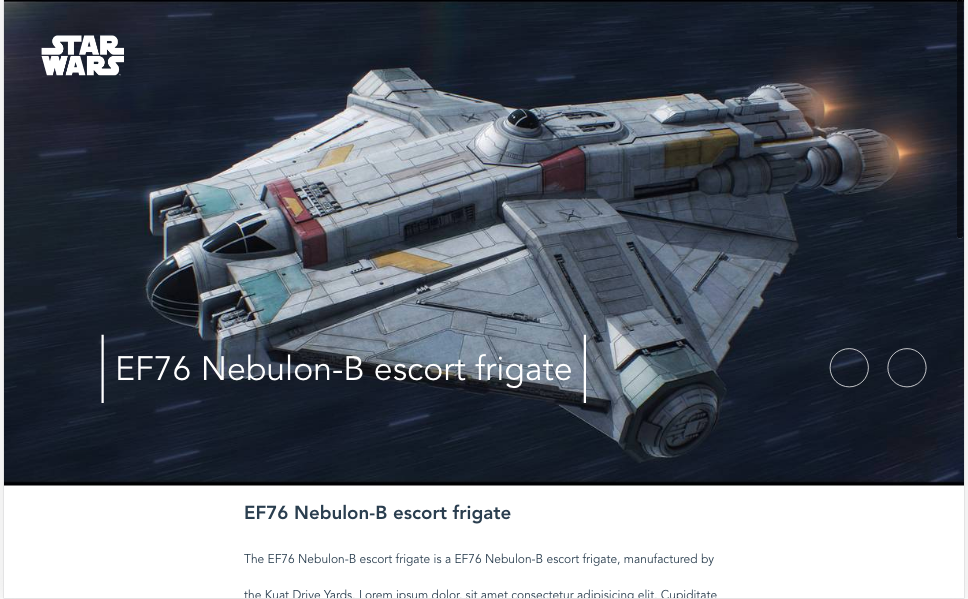 STAR
WARS
EF76 Nebulon-B escort frigate
EF76 Nebulon-B escort frigate
The EF76 Nebulon-B escort frigate is a EF76 Nebulon-B escort frigate, manufactured by
the Kuat Drive Yards. Lorem ipsum dolor, sit amet consectetur adipisicing elit. Cupiditate